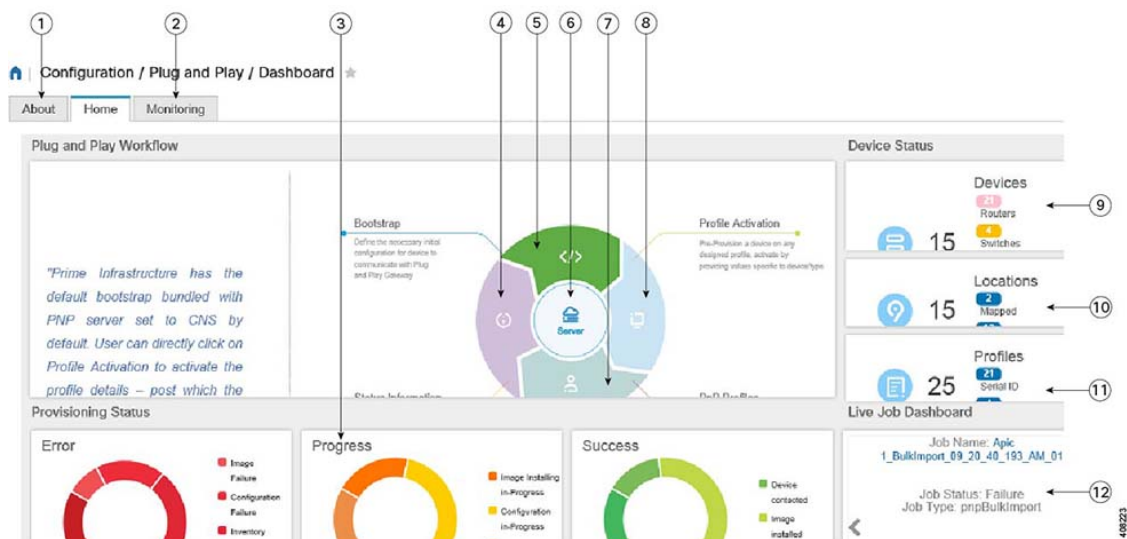 1 2 3 4 5 6 7 8
Configuration / Plug and Play / Dashboard
About Home Monitoring
Plug and Play Workflow
"Prime Infrastructure has the
default bootstrap bundled with
PNP server set to CNS by
default. User can directly click on
Profile Activation to activate the
profile details – post which the
Bootstrap
Define the necessary initial
configuration for device to
communicate with Plug
and Play Gateway
</>
Server
Profile Activation
Pre-Provision a device on any
designed profile, activate by
providing values specific to device type.
Status Information
PnP Profiles
Device Status
Devices
21
Routers
15
4
Switches
9
Locations
2
Mapped
15
10
Profiles
21
Serial ID
25
11
Provisioning Status
Error
Image
Failure
Configuration
Failure
Inventory
Progress
Image Installing
in-Progress
Configuration
in-Progress
Success
Device
contacted
Image
installed
Live Job Dashboard
Job Name: Apic
1_BulkImport_09_20_40_193_AM_01
Job Status: Failure
Job Type: pnpBulkImport
12
408223